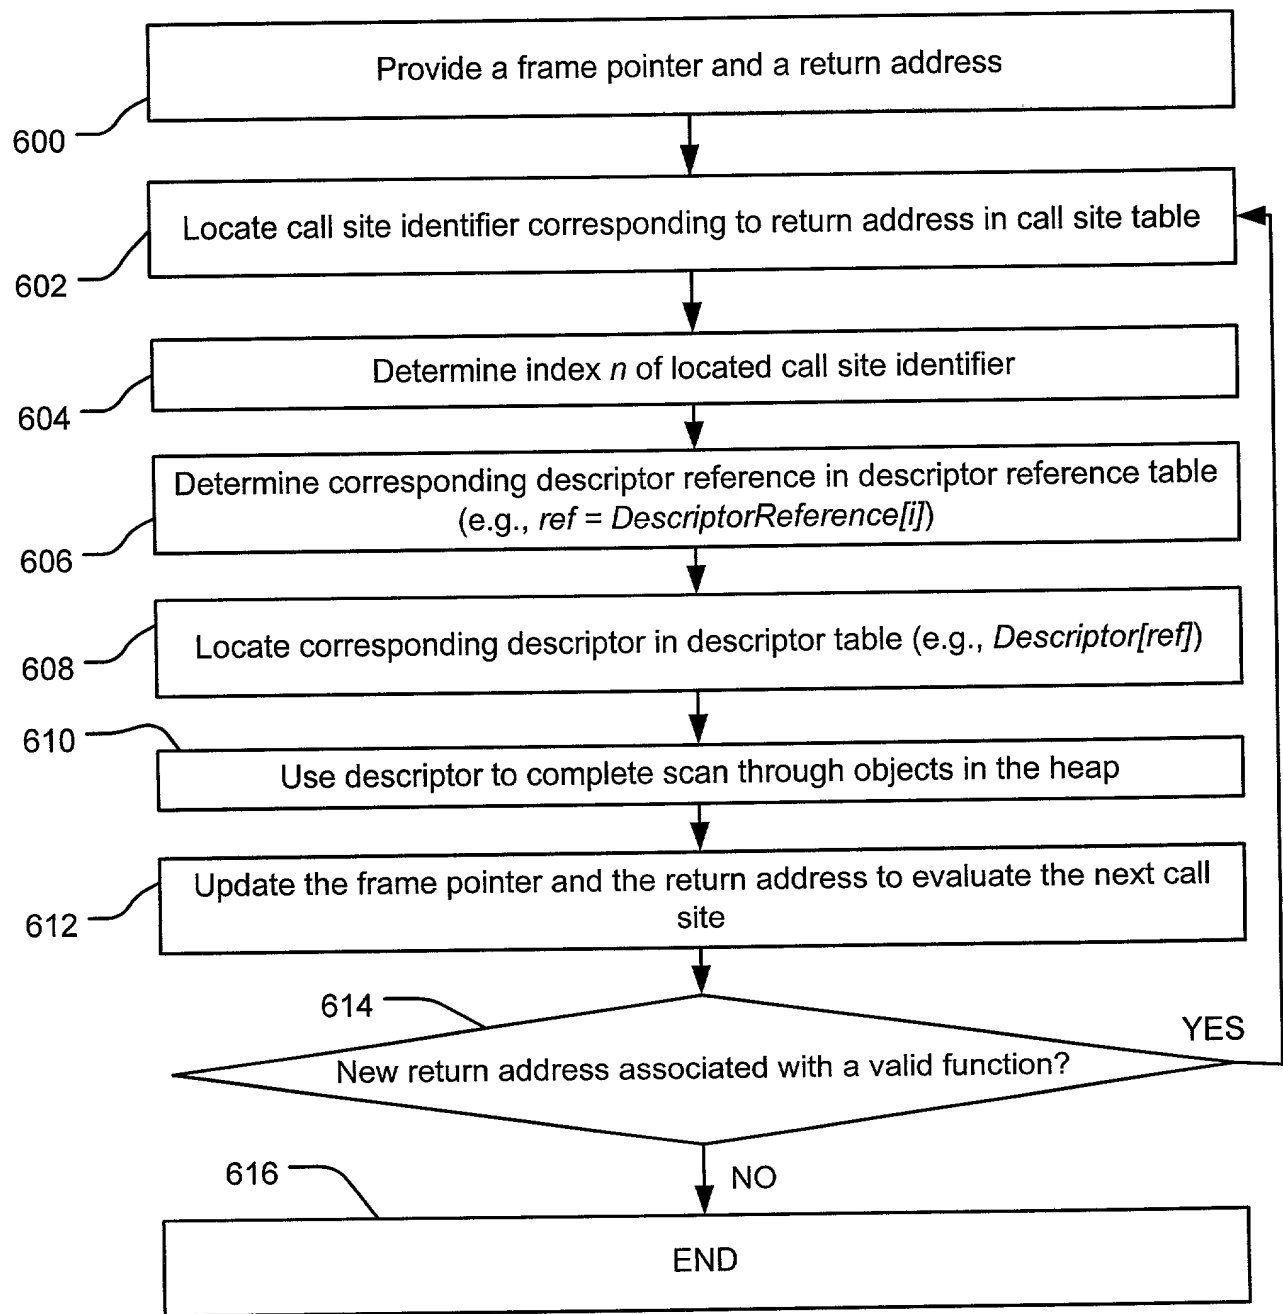 Provide a frame pointer and a return address
600
Locate call site identifier corresponding to return address in call site table
602
Determine index n of located call site identifier
604
Determine corresponding descriptor reference in descriptor reference table
(e.g., ref = DescriptorReference[i])
606
Locate corresponding descriptor in descriptor table (e.g., Descriptor[ref])
608
610
Use descriptor to complete scan through objects in the heap
Update the frame pointer and the return address to evaluate the next call
site
612
614
YES
New return address associated with a valid function?
616
NO
END